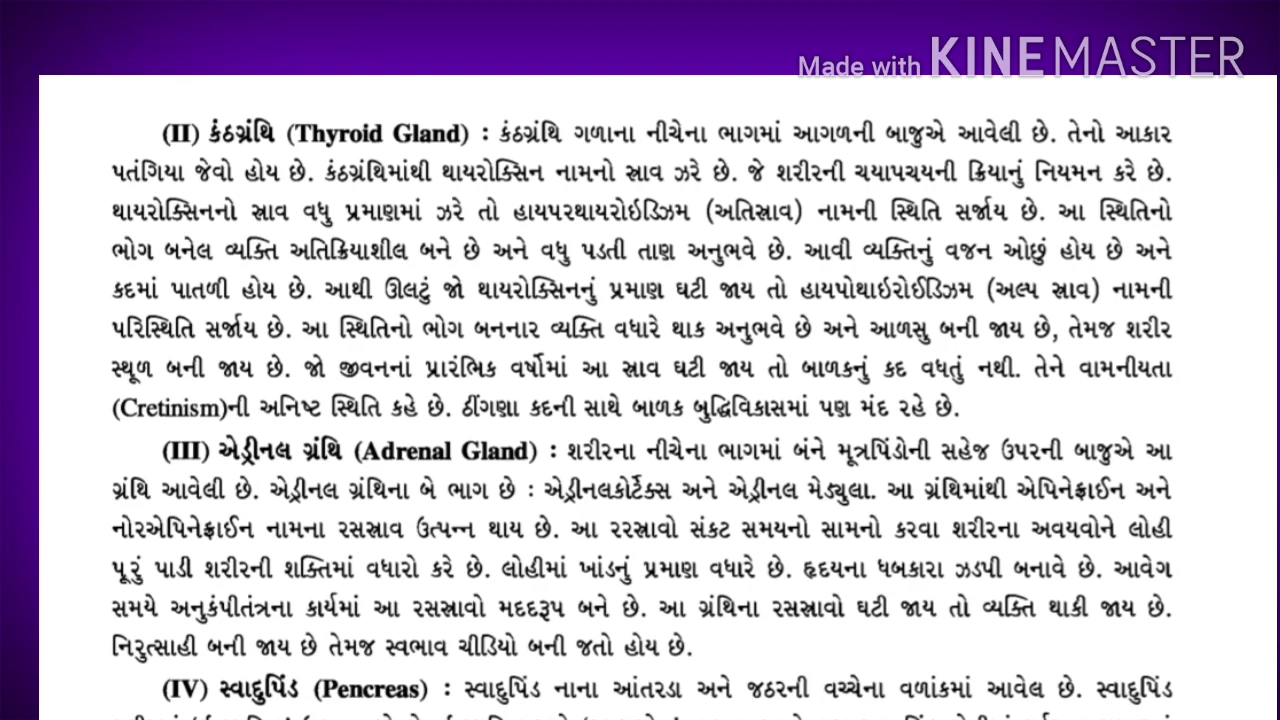 Made with KINEMASTER
(II) કંઠગ્રંથિ (Thyroid Gland) : કંઠગ્રંથિ ગળાના નીચેના ભાગમાં આગળની બાજુએ આવેલી છે. તેનો આકાર
પતંગિયા જેવો હોય છે. કંઠગ્રંથિમાંથી થાયરોક્સિન નામનો સ્રાવ ઝરે છે. જે શરીરની ચયાપચયની ક્રિયાનું નિયમન કરે છે.
થાયરોક્સિનનો સ્રાવ વધુ પ્રમાણમાં ઝરે તો હાયપરથાયરોઇડિઝમ (અતિસ્રાવ) નામની સ્થિતિ સર્જાય છે. આ સ્થિતિનો
ભોગ બનેલ વ્યક્તિ અતિક્રિયાશીલ બને છે અને વધુ પડતી તાણ અનુભવે છે. આવી વ્યક્તિનું વજન ઓછું હોય છે અને
કદમાં પાતળી હોય છે. આથી ઊલટું જો થાયરોક્સિનનું પ્રમાણ ઘટી જાય તો હાયપોથાઇરોઈડિઝમ (અલ્પ સ્રાવ) નામની
પરિસ્થિતિ સર્જાય છે. આ સ્થિતિનો ભોગ બનનાર વ્યક્તિ વધારે થાક અનુભવે છે અને આળસુ બની જાય છે, તેમજ શરીર
સ્થૂળ બની જાય છે. જો જીવનનાં પ્રારંભિક વર્ષોમાં આ સ્રાવ ઘટી જાય તો બાળકનું કદ વધતું નથી. તેને વામનીયતા
(Cretinism)ની અનિષ્ટ સ્થિતિ કહે છે. ઠીંગણા કદની સાથે બાળક બુદ્ધિવિકાસમાં પણ મંદ રહે છે.
(III) એડ્રીનલ ગ્રંથિ (Adrenal Gland) : શરીરના નીચેના ભાગમાં બંને મૂત્રપિંડોની સહેજ ઉપરની બાજુએ આ
ગ્રંથિ આવેલી છે. એડ્રીનલ ગ્રંથિના બે ભાગ છે : એડ્રીનલકોર્ટેક્સ અને એડ્રીનલ મેડ્યુલા. આ ગ્રંથિમાંથી એપિનેફ્રાઈન અને
નોરએપિનેફ્રાઈન નામના રસસ્રાવ ઉત્પન્ન થાય છે. આ રરસ્રાવો સંકટ સમયનો સામનો કરવા શરીરના અવયવોને લોહી
પૂરું પાડી શરીરની શક્તિમાં વધારો કરે છે. લોહીમાં ખાંડનું પ્રમાણ વધારે છે. હૃદયના ધબકારા ઝડપી બનાવે છે. આવેગ
સમયે અનુકંપીતંત્રના કાર્યમાં આ રસસ્રાવો મદદરૂપ બને છે. આ ગ્રંથિના રસસ્રાવો ઘટી જાય તો વ્યક્તિ થાકી જાય છે.
નિરુત્સાહી બની જાય છે તેમજ સ્વભાવ ચીડિયો બની જતો હોય છે.
(IV) સ્વાદુપિંડ (Pencreas) : સ્વાદુપિંડ નાના આંતરડા અને જઠરની વચ્ચેના વળાંકમાં આવેલ છે. સ્વાદુપિંડ